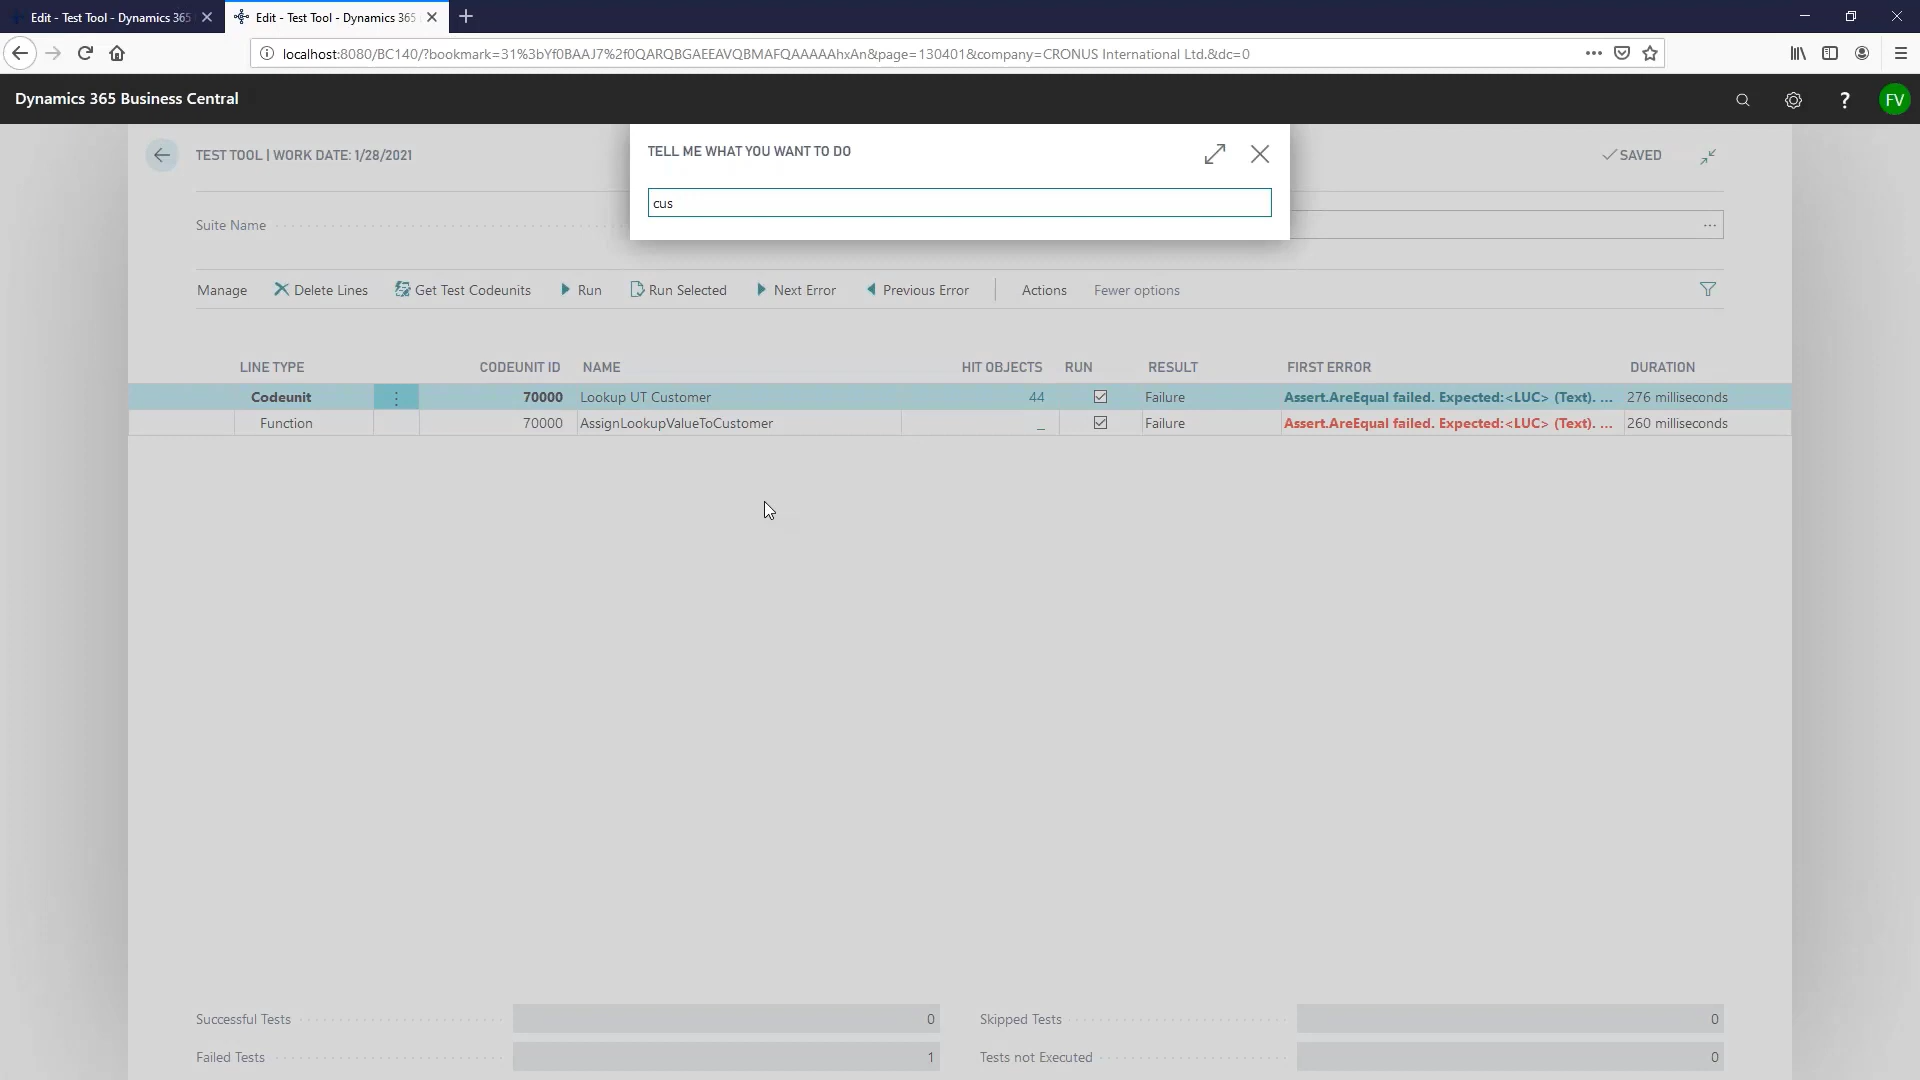 Edit - Test Tool - Dynamics 365
Edit - Test Tool - Dynamics 365
localhost:8080/BC140/?bookmark=31%3bYf0BAAJ7%2f0QARQBGAEEAVQBMAFQAAAAAhxAn&page=130401&company=CRONUS International Ltd.&dc=0
Dynamics 365 Business Central
?
FV
TEST TOOL | WORK DATE: 1/28/2021
TELL ME WHAT YOU WANT TO DO
SAVED
cus
Suite Name
Manage Delete Lines Get Test Codeunits Run Run Selected Next Error Previous Error Actions Fewer options
LINE TYPE CODEUNIT ID NAME HIT OBJECTS RUN RESULT FIRST ERROR DURATION
Codeunit 70000 Lookup UT Customer 44 Failure Assert.AreEqual failed. Expected:<LUC> (Text). ... 276 milliseconds
Function 70000 AssignLookupValueToCustomer _ Failure Assert.AreEqual failed. Expected:<LUC> (Text). ... 260 milliseconds
Successful Tests 0 Skipped Tests 0
Failed Tests 1 Tests not Executed 0